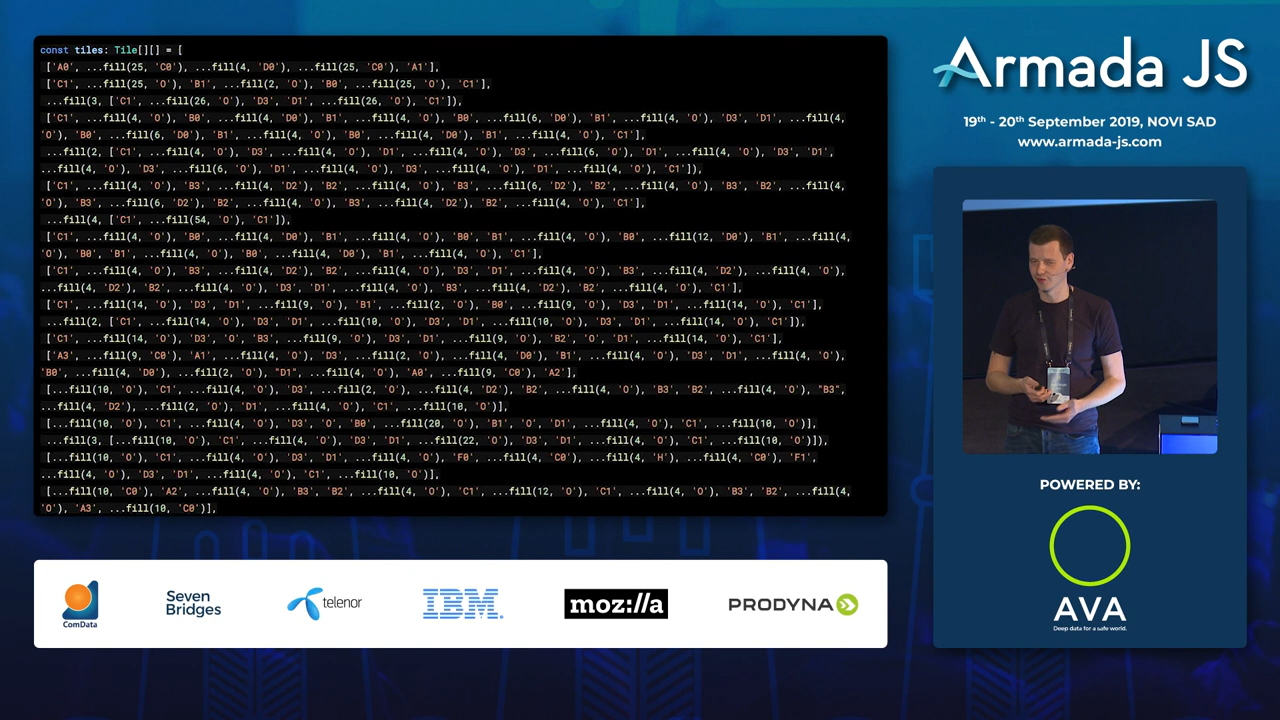 const tiles: Tile[][] = [
['A0', ...fill(25, 'C0'), ...fill(4, 'D0'), ...fill(25, 'C0'), 'A1'],
['C1', ...fill(25, 'O'), 'B1', ...fill(2, 'O'), 'B0', ...fill(25, 'O'), 'C1'],
...fill(3, ['C1', ...fill(26, 'O'), 'D3', 'D1', ...fill(26, 'O'), 'C1']),
['C1', ...fill(4, 'O'), 'B0', ...fill(4, 'D0'), 'B1', ...fill(4, 'O'), 'B0', ...fill(6, 'D0'), 'B1', ...fill(4, 'O'), 'D3', 'D1', ...fill(4,
'O'), 'B0', ...fill(6, 'D0'), 'B1', ...fill(4, 'O'), 'B0', ...fill(4, 'D0'), 'B1', ...fill(4, 'O'), 'C1'],
...fill(2, ['C1', ...fill(4, 'O'), 'D3', ...fill(4, 'O'), 'D1', ...fill(4, 'O'), 'D3', ...fill(6, 'O'), 'D1', ...fill(4, 'O'), 'D3', 'D1',
...fill(4, 'O'), 'D3', ...fill(6, 'O'), 'D1', ...fill(4, 'O'), 'D3', ...fill(4, 'O'), 'D1', ...fill(4, 'O'), 'C1']),
['C1', ...fill(4, 'O'), 'B3', ...fill(4, 'D2'), 'B2', ...fill(4, 'O'), 'B3', ...fill(6, 'D2'), 'B2', ...fill(4, 'O'), 'B3', 'B2', ...fill(4,
'O'), 'B3', ...fill(6, 'D2'), 'B2', ...fill(4, 'O'), 'B3', ...fill(4, 'D2'), 'B2', ...fill(4, 'O'), 'C1'],
...fill(4, ['C1', ...fill(54, 'O'), 'C1']),
['C1', ...fill(4, 'O'), 'B0', ...fill(4, 'D0'), 'B1', ...fill(4, 'O'), 'B0', 'B1', ...fill(4, 'O'), 'B0', ...fill(12, 'D0'), 'B1', ...fill(4,
'O'), 'B0', 'B1', ...fill(4, 'O'), 'B0', ...fill(4, 'D0'), 'B1', ...fill(4, 'O'), 'C1'],
['C1', ...fill(4, 'O'), 'B3', ...fill(4, 'D2'), 'B2', ...fill(4, 'O'), 'D3', 'D1', ...fill(4, 'O'), 'B3', ...fill(4, 'D2'), ...fill(4, 'O'),
...fill(4, 'D2'), 'B2', ...fill(4, 'O'), 'D3', 'D1', ...fill(4, 'O'), 'B3', ...fill(4, 'D2'), 'B2', ...fill(4, 'O'), 'C1'],
['C1', ...fill(14, 'O'), 'D3', 'D1', ...fill(9, 'O'), 'B1', ...fill(2, 'O'), 'B0', ...fill(9, 'O'), 'D3', 'D1', ...fill(14, 'O'), 'C1'],
...fill(2, ['C1', ...fill(14, 'O'), 'D3', 'D1', ...fill(10, 'O'), 'D3', 'D1', ...fill(10, 'O'), 'D3', 'D1', ...fill(14, 'O'), 'C1']),
['C1', ...fill(14, 'O'), 'D3', 'O', 'B3', ...fill(9, 'O'), 'D3', 'D1', ...fill(9, 'O'), 'B2', 'O', 'D1', ...fill(14, 'O'), 'C1'],
['A3', ...fill(9, 'C0'), 'A1', ...fill(4, 'O'), 'D3', ...fill(2, 'O'), ...fill(4, 'D0'), 'B1', ...fill(4, 'O'), 'D3', 'D1', ...fill(4, 'O'),
'B0', ...fill(4, 'D0'), ...fill(2, 'O'), "D1", ...fill(4, 'O'), 'A0', ...fill(9, 'C0'), 'A2'],
[...fill(10, 'O'), 'C1', ...fill(4, 'O'), 'D3', ...fill(2, 'O'), ...fill(4, 'D2'), 'B2', ...fill(4, 'O'), 'B3', 'B2', ...fill(4, 'O'), "B3",
...fill(4, 'D2'), ...fill(2, 'O'), 'D1', ...fill(4, 'O'), 'C1', ...fill(10, 'O')],
[...fill(10, 'O'), 'C1', ...fill(4, 'O'), 'D3', 'O', 'B0', ...fill(20, 'O'), 'B1', 'O', 'D1', ...fill(4, 'O'), 'C1', ...fill(10, 'O')],
...fill(3, [...fill(10, 'O'), 'C1', ...fill(4, 'O'), 'D3', 'D1', ...fill(22, 'O'), 'D3', 'D1', ...fill(4, 'O'), 'C1', ...fill(10, 'O')]),
[...fill(10, 'O'), 'C1', ...fill(4, 'O'), 'D3', 'D1', ...fill(4, 'O'), 'F0', ...fill(4, 'C0'), ...fill(4, 'H'), ...fill(4, 'C0'), 'F1',
...fill(4, 'O'), 'D3', 'D1', ...fill(4, 'O'), 'C1', ...fill(10, 'O')],
[...fill(10, 'C0'), 'A2', ...fill(4, 'O'), 'B3', 'B2', ...fill(4, 'O'), 'C1', ...fill(12, 'O'), 'C1', ...fill(4, 'O'), 'B3', 'B2', ...fill(4,
'O'), 'A3', ...fill(10, 'C0')],
Armada JS
19th - 20th September 2019, NOVI SAD
www.armada-js.com
POWERED BY:
AVA
Deep data for a safe world.
ComData
Seven
Bridges
telenor
IBM
moz://a
PRODYNA